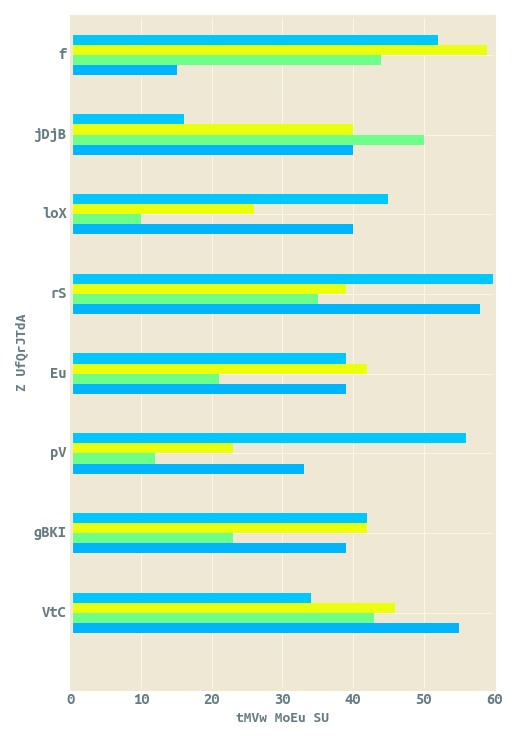 f
jDjB
loX
rS
Eu
pV
gBKI
VtC
Z UfQrJTdA
0 10 20 30 40 50 60
tMVw MoEu SU